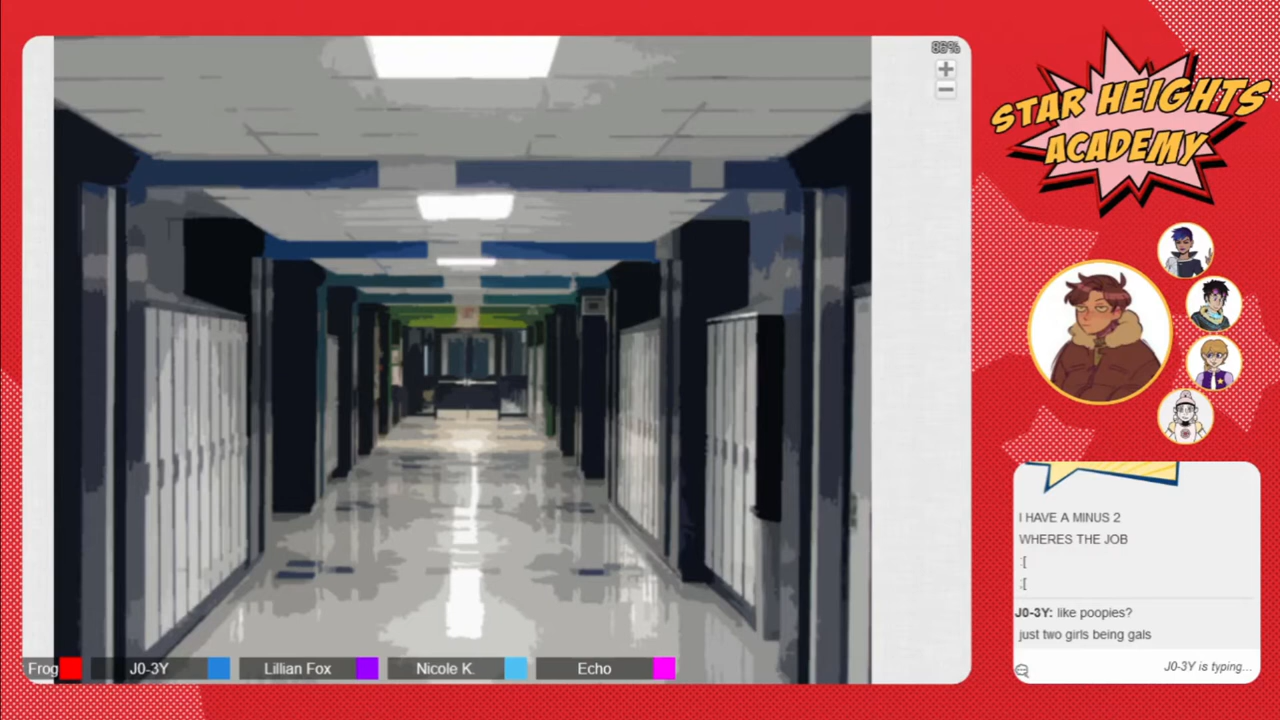 86%
STAR HEIGHTS
ACADEMY
I HAVE A MINUS 2
WHERES THE JOB
:[
:[
J0-3Y: like poopies?
just two girls being gals
J0-3Y is typing...
Frog
J0-3Y
Lillian Fox
Nicole K.
Echo